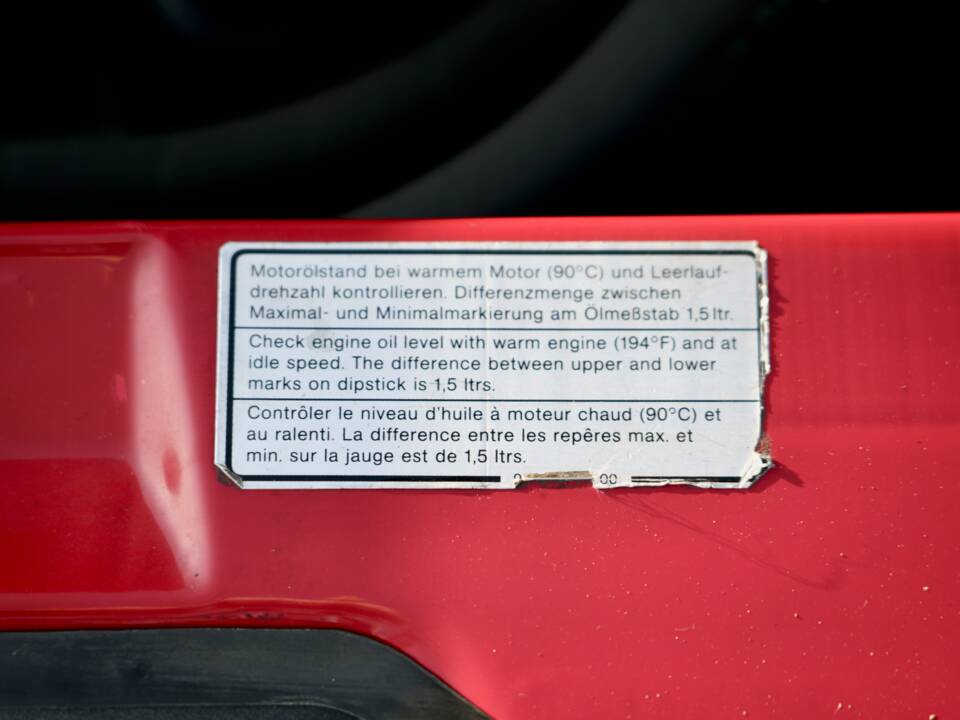 Motorölstand bei warmem Motor (90°C) und Leerlauf-
drehzahl kontrollieren. Differenzmenge zwischen
Maximal- und Minimalmarkierung am Ölmeßstab 1,5 ltr.
Check engine oil level with warm engine (194°F) and at
idle speed. The difference between upper and lower
marks on dipstick is 1,5 ltrs.
Contrôler le niveau d'huile à moteur chaud (90°C) et
au ralenti. La difference entre les repêres max. et
min. sur la jauge est de 1,5 ltrs.